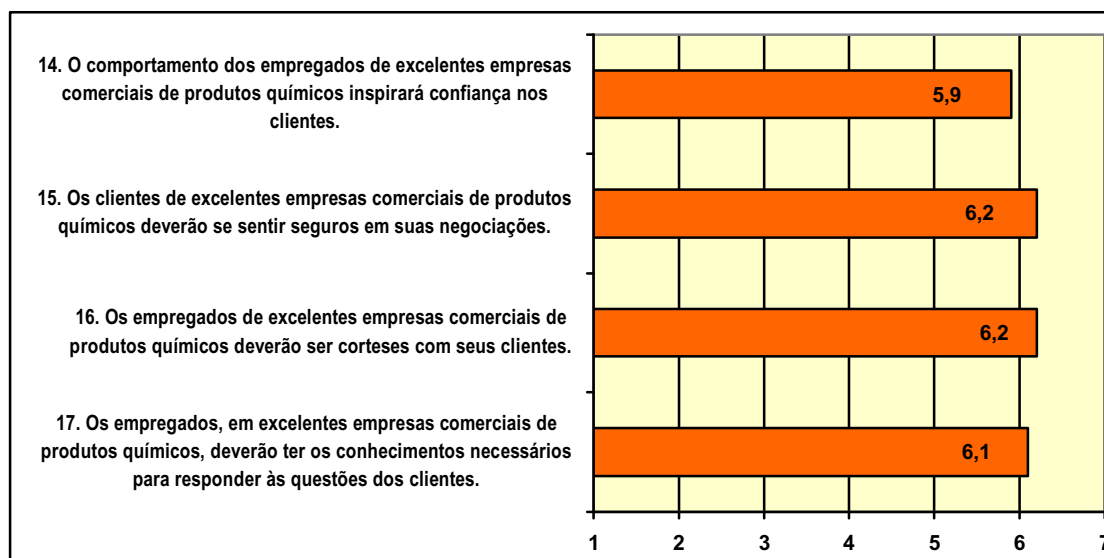 14. O comportamento dos empregados de excelentes empresas
comerciais de produtos químicos inspirará confiança nos
clientes.
5,9
15. Os clientes de excelentes empresas comerciais de produtos
químicos deverão se sentir seguros em suas negociações.
6,2
16. Os empregados de excelentes empresas comerciais de
produtos químicos deverão ser corteses com seus clientes.
6,2
17. Os empregados, em excelentes empresas comerciais de
produtos químicos, deverão ter os conhecimentos necessários
para responder às questões dos clientes.
6,1
1 2 3 4 5 6 7